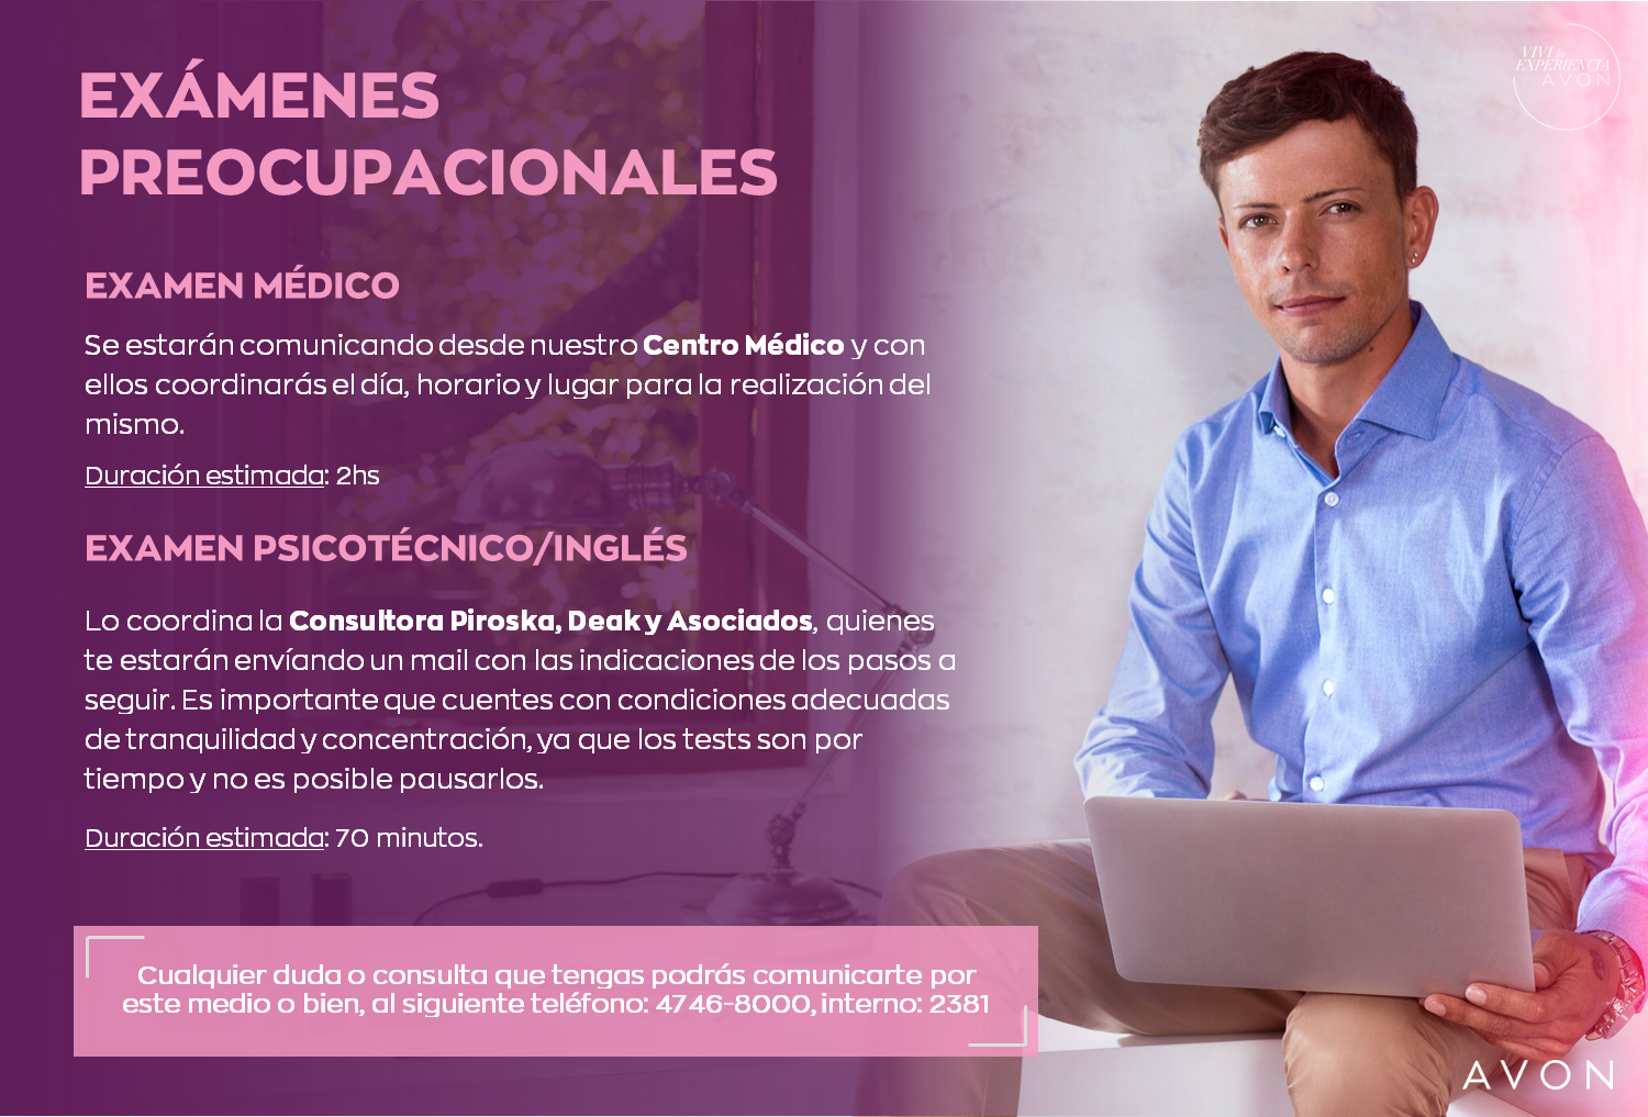 EXÁMENES
PREOCUPACIONALES
VIVÍ la
EXPERIENCIA
AVON
EXAMEN MÉDICO
Se estarán comunicando desde nuestro Centro Médico y con
ellos coordinarás el día, horario y lugar para la realización del
mismo.
Duración estimada: 2hs
EXAMEN PSICOTÉCNICO/INGLÉS
Lo coordina la Consultora Piroska, Deak y Asociados, quienes
te estarán envíando un mail con las indicaciones de los pasos a
seguir. Es importante que cuentes con condiciones adecuadas
de tranquilidad y concentración, ya que los tests son por
tiempo y no es posible pausarlos.
Duración estimada: 70 minutos.
Cualquier duda o consulta que tengas podrás comunicarte por
este medio o bien, al siguiente teléfono: 4746-8000, interno: 2381
AVON